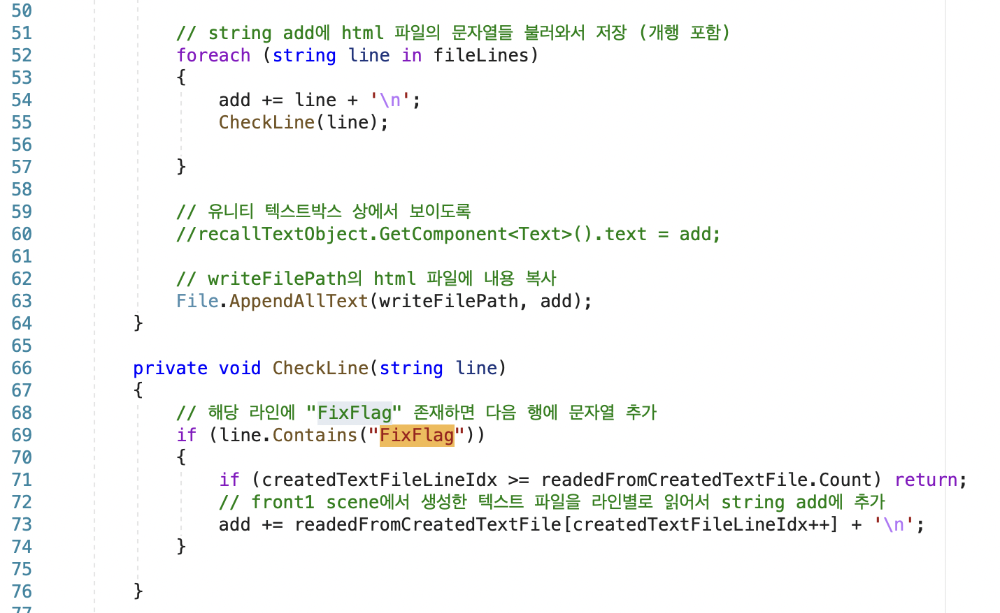 50
51 // string add에 html 파일의 문자열들 불러와서 저장 (개행 포함)
52 foreach (string line in fileLines)
53 {
54 add += line + '\n';
55 CheckLine(line);
56
57 }
58
59 // 유니티 텍스트박스 상에서 보이도록
60 //recallTextObject.GetComponent<Text>().text = add;
61
62 // writeFilePath의 html 파일에 내용 복사
63 File.AppendAllText(writeFilePath, add);
64 }
65
66 private void CheckLine(string line)
67 {
68 // 해당 라인에 "FixFlag" 존재하면 다음 행에 문자열 추가
69 if (line.Contains("FixFlag"))
70 {
71 if (createdTextFileLineIdx >= readedFromCreatedTextFile.Count) return;
72 // front1 scene에서 생성한 텍스트 파일을 라인별로 읽어서 string add에 추가
73 add += readedFromCreatedTextFile[createdTextFileLineIdx++] + '\n';
74 }
75
76 }
77